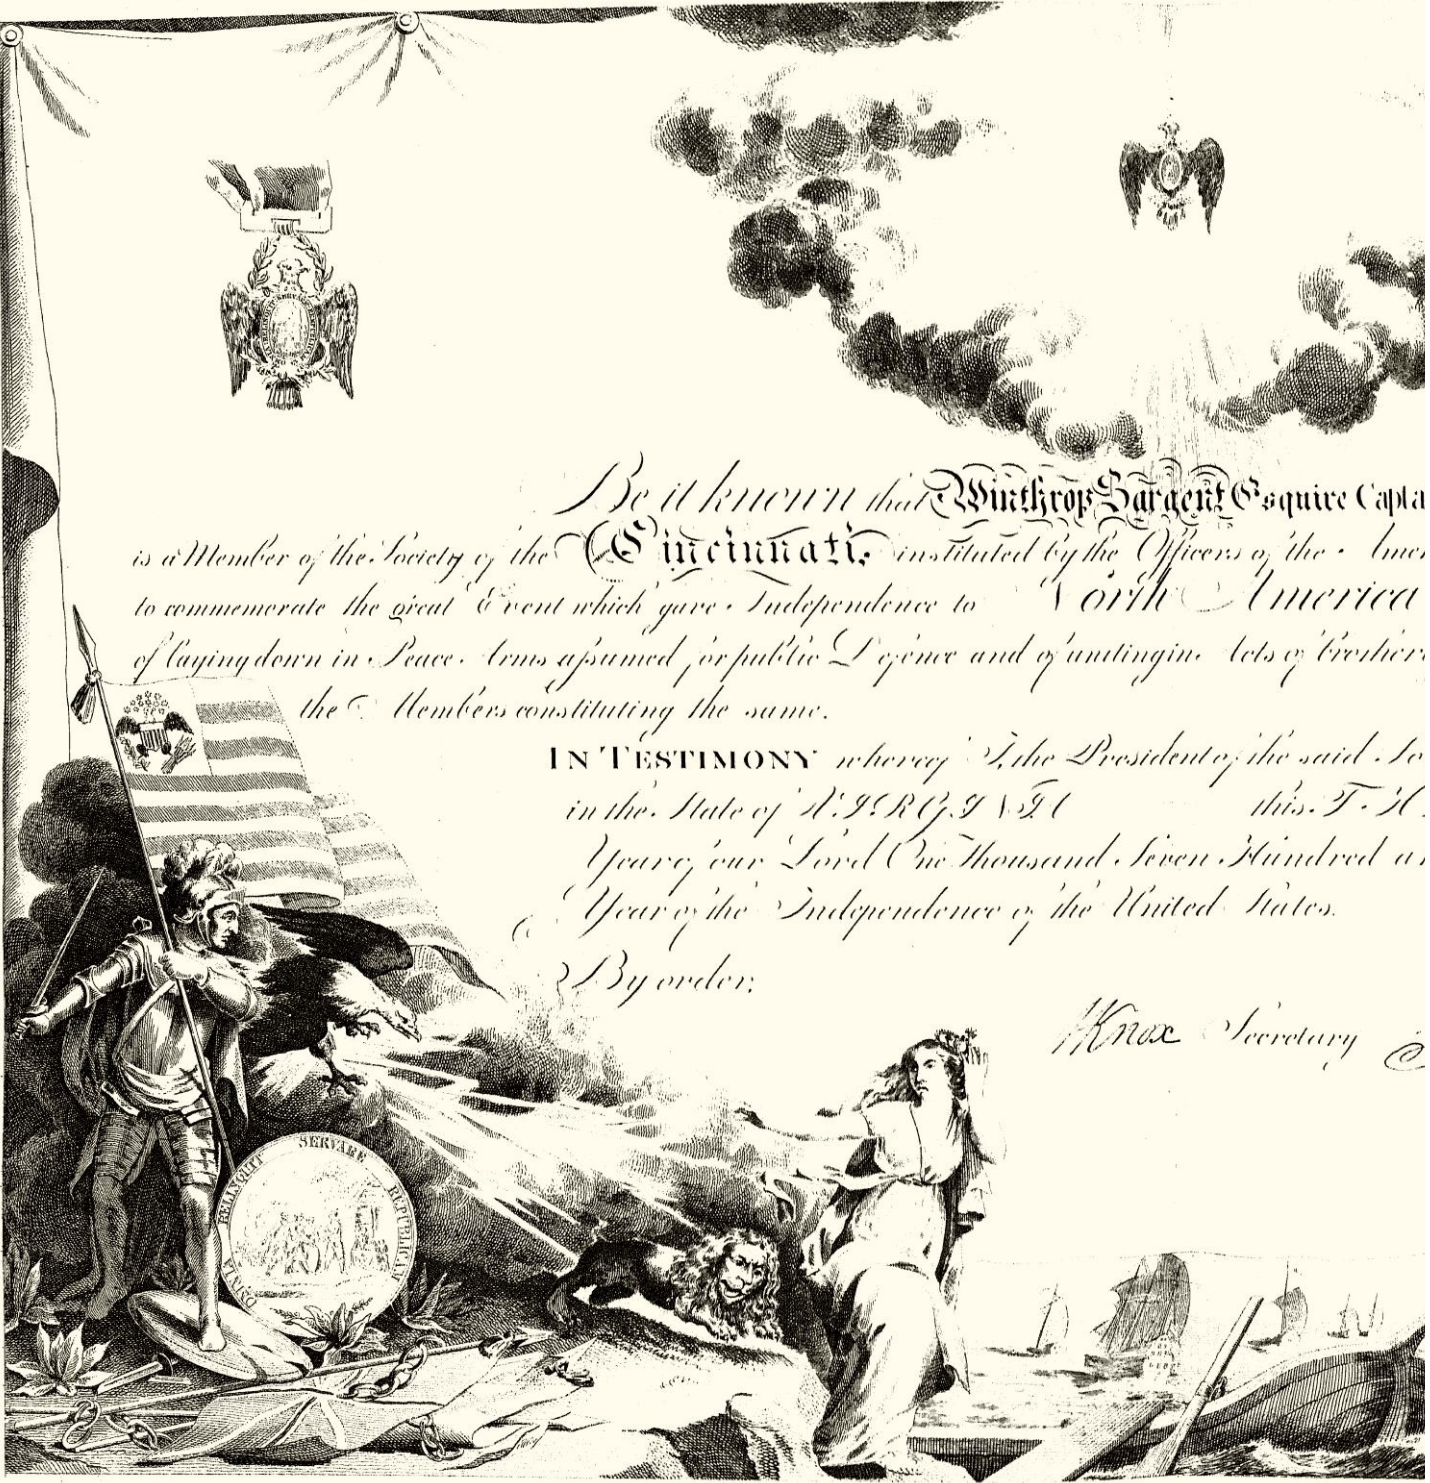 Be it known that Winthrop Sargent Esquire Capta
is a Member of the Society of the Cincinnati, instituted by the Officers of the Amer
to commemorate the great Event which gave Independence to North America
of laying down in Peace Arms assumed for public Defence and of uniting in Acts of Brother
the Members constituting the same.
IN TESTIMONY whereof I, the President of the said So
in the State of this
Year of our Lord One Thousand Seven Hundred an
Year of the Independence of the United States.
By order,
HKnox Secretary
OMNIA RELINQUIT SERVARE REPUBLICAM